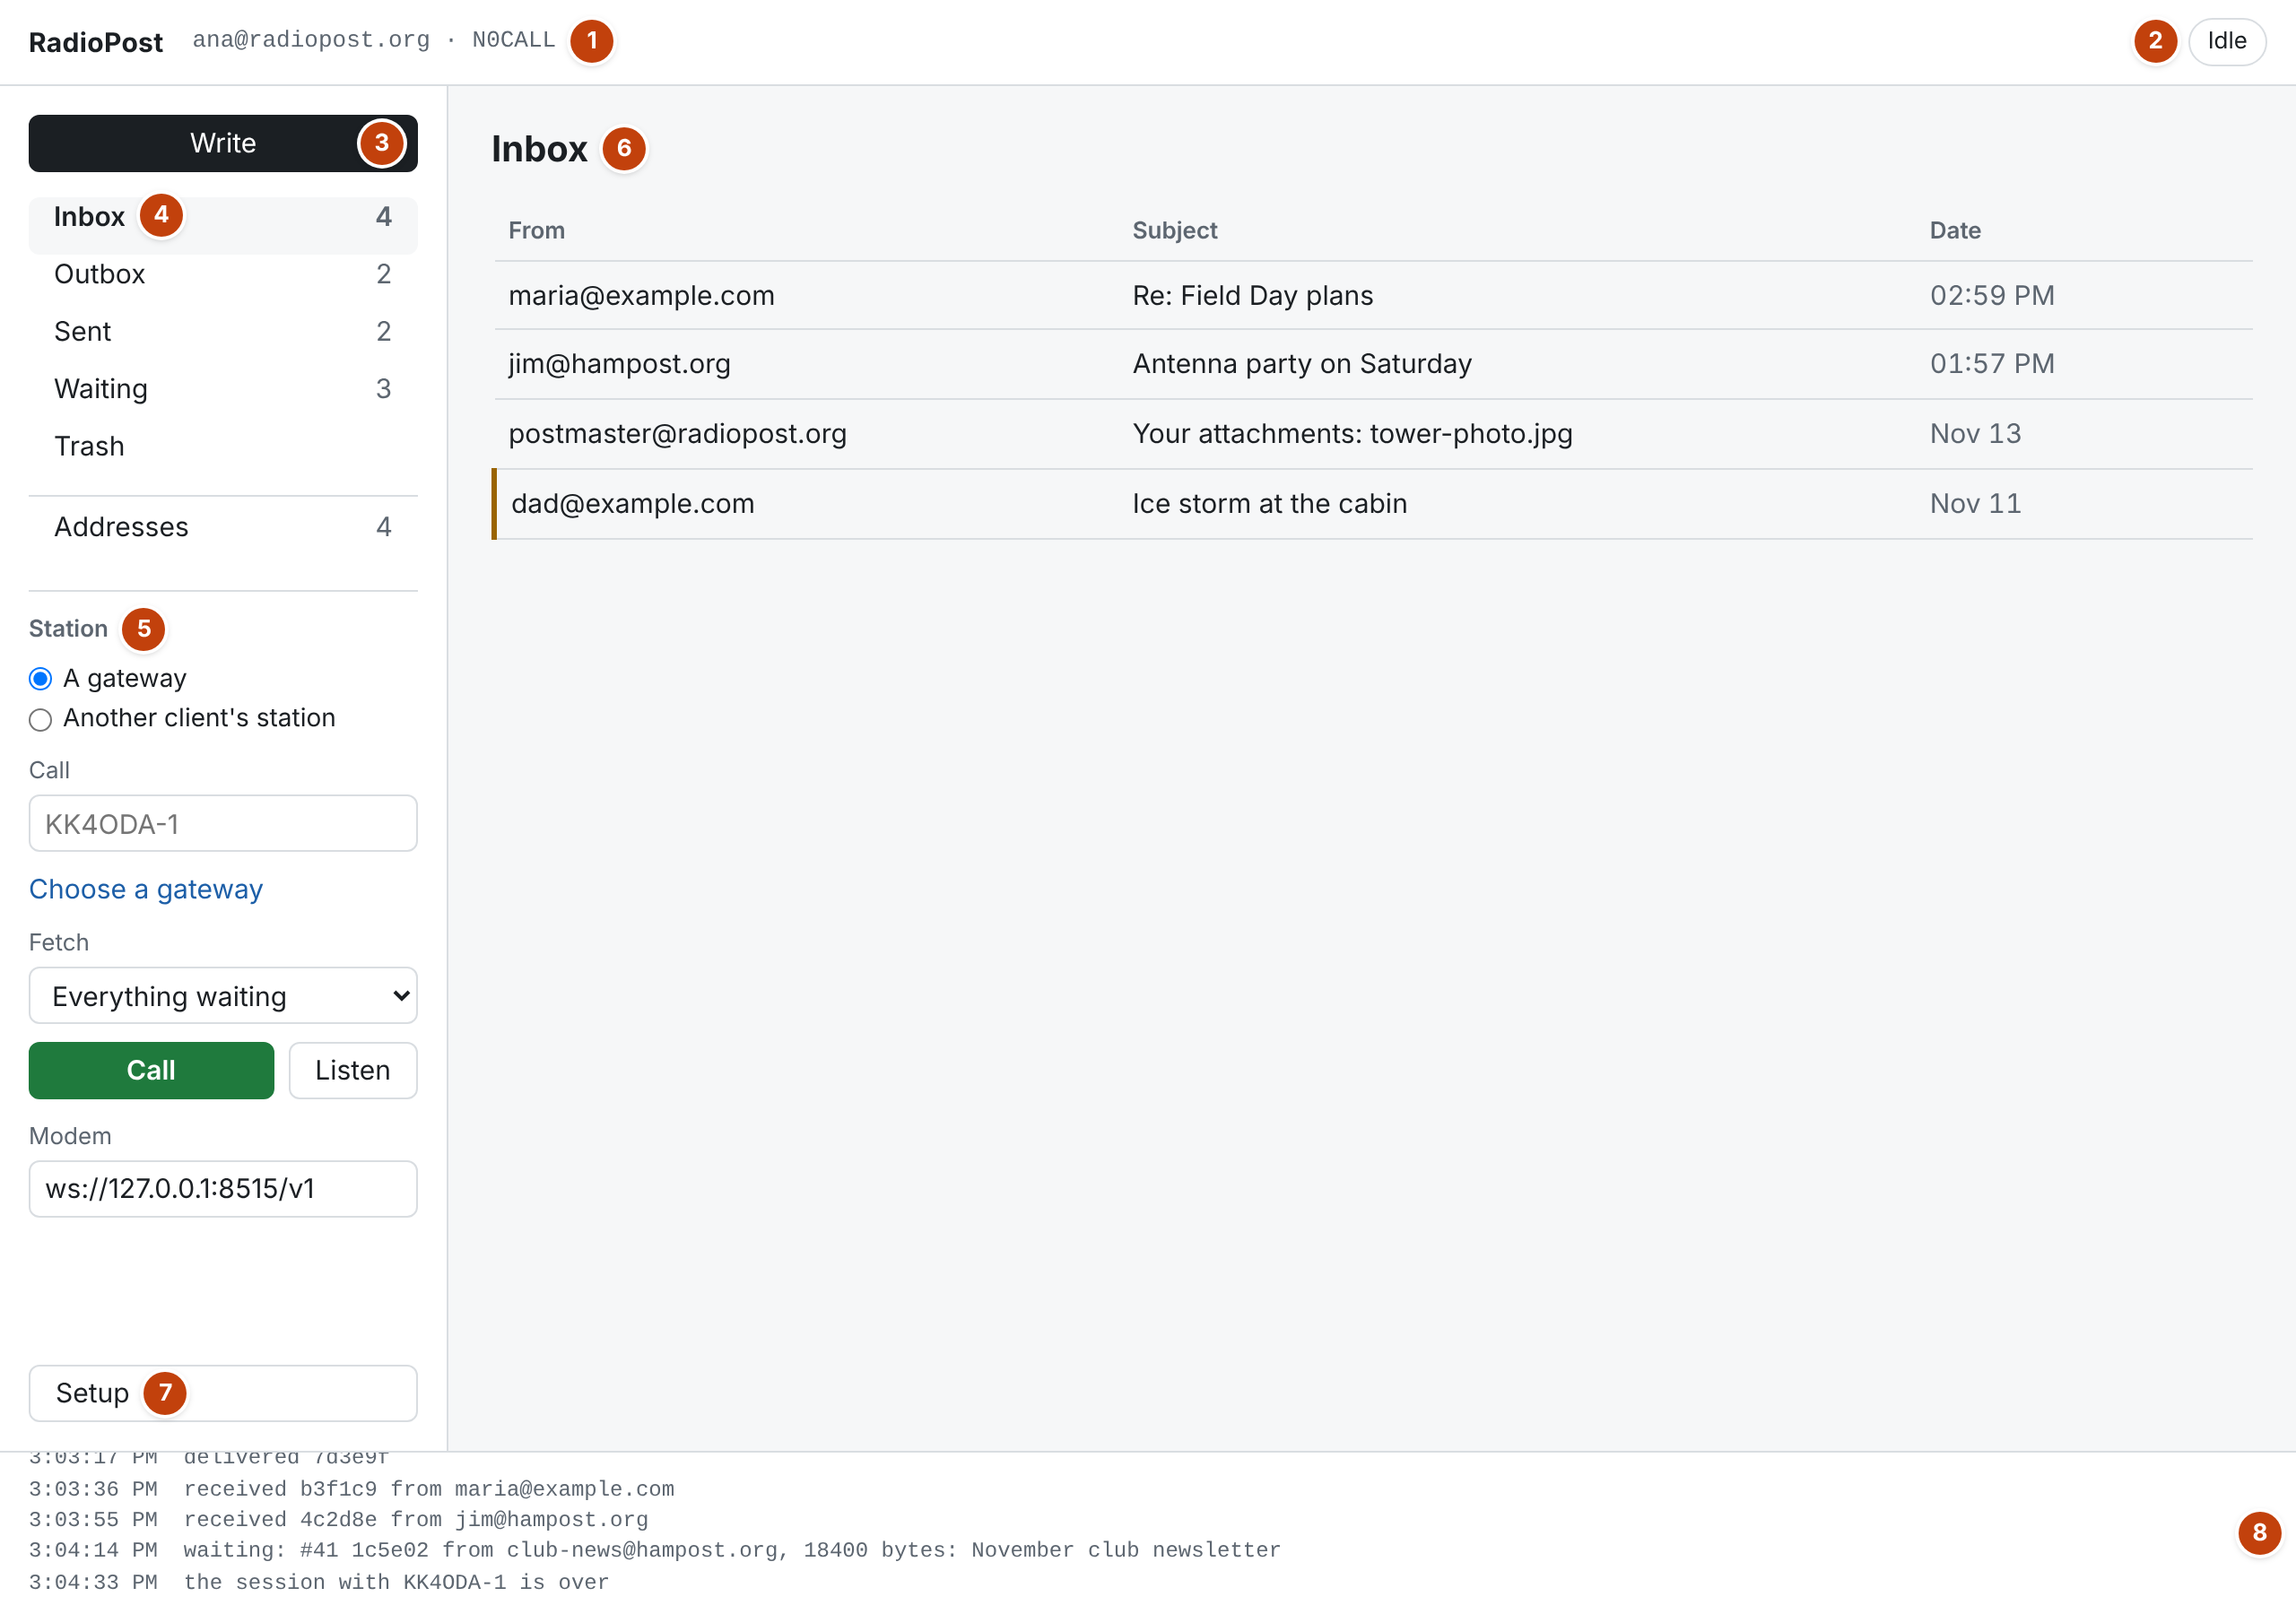 RadioPost ana@radiopost.org · N0CALL 1 2 Idle
Write 3
Inbox 4 4
Outbox 2
Sent 2
Waiting 3
Trash
Addresses 4
Station 5
A gateway
Another client's station
Call
KK4ODA-1
Choose a gateway
Fetch
Everything waiting
Call Listen
Modem
ws://127.0.0.1:8515/v1
Setup 7
Inbox 6
From Subject Date
maria@example.com Re: Field Day plans 02:59 PM
jim@hampost.org Antenna party on Saturday 01:57 PM
postmaster@radiopost.org Your attachments: tower-photo.jpg Nov 13
dad@example.com Ice storm at the cabin Nov 11
3:03:17 PM delivered 7d3e9f
3:03:36 PM received b3f1c9 from maria@example.com
3:03:55 PM received 4c2d8e from jim@hampost.org
3:04:14 PM waiting: #41 1c5e02 from club-news@hampost.org, 18400 bytes: November club newsletter
3:04:33 PM the session with KK4ODA-1 is over
8